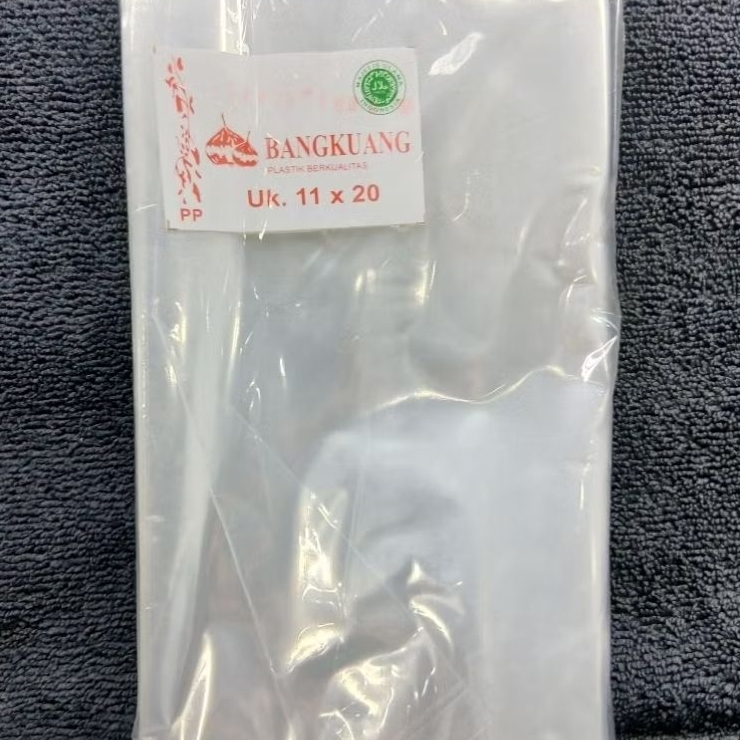 BANGKUANG
PLASTIK BERKUALITAS
Uk. 11 x 20
PP